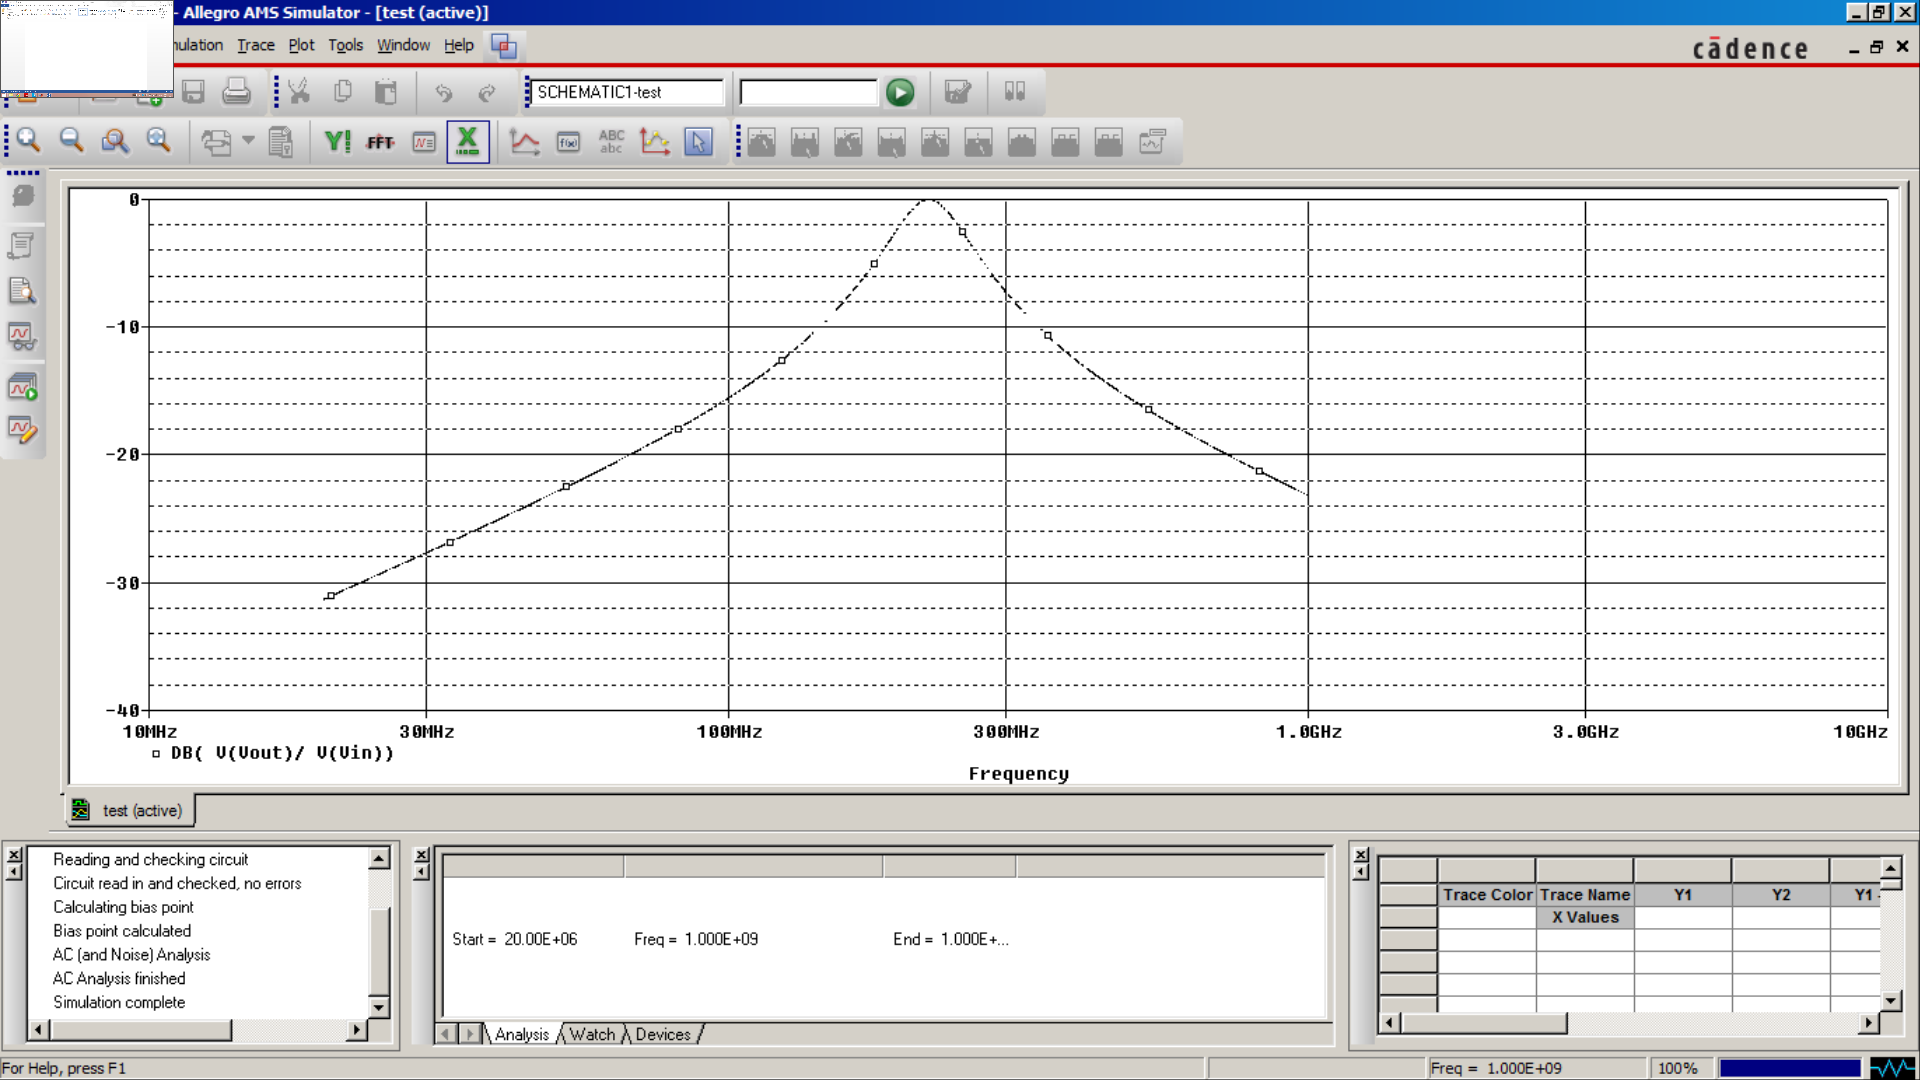 - Allegro AMS Simulator - [test (active)]
Trace Plot Tools Window Help
cādence
SCHEMATIC1-test
FFT
ABC
abc
0
-10
-20
-30
-40
10MHz 30MHz 100MHz 300MHz 1.0GHz 3.0GHz 10GHz
DB( V(Vout)/ V(Vin))
Frequency
test (active)
Reading and checking circuit
Circuit read in and checked, no errors
Calculating bias point
Bias point calculated
AC (and Noise) Analysis
AC Analysis finished
Simulation complete
Start = 20.00E+06 Freq = 1.000E+09 End = 1.000E+...
Analysis Watch Devices
Trace Color Trace Name Y1 Y2 Y1 -
X Values
For Help, press F1
Freq = 1.000E+09 100%